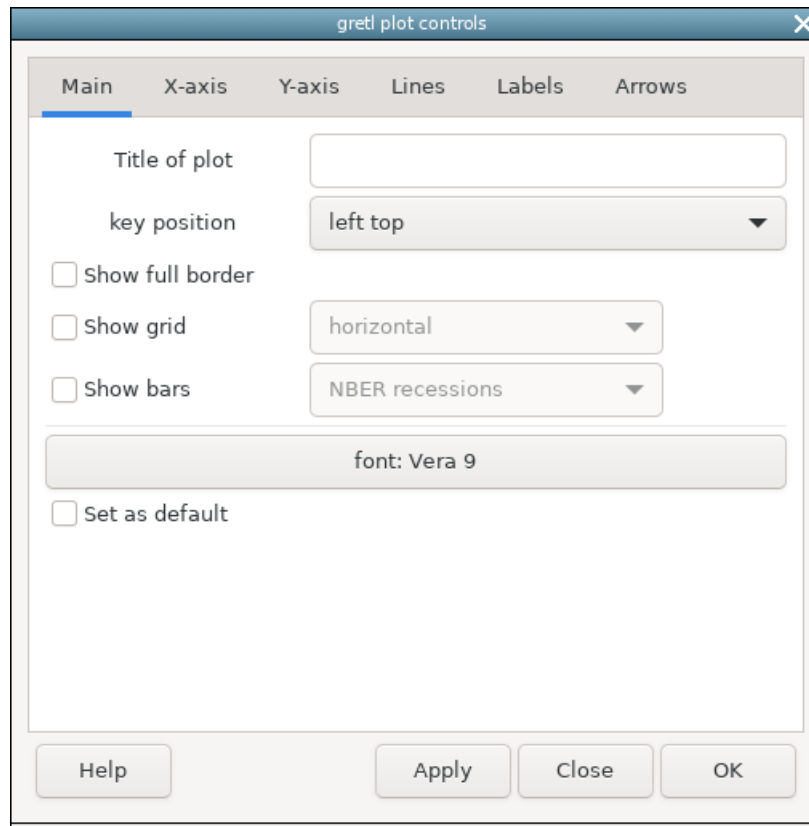 gretl plot controls
Main X-axis Y-axis Lines Labels Arrows
Title of plot
key position left top
Show full border
Show grid horizontal
Show bars NBER recessions
font: Vera 9
Set as default
Help Apply Close OK